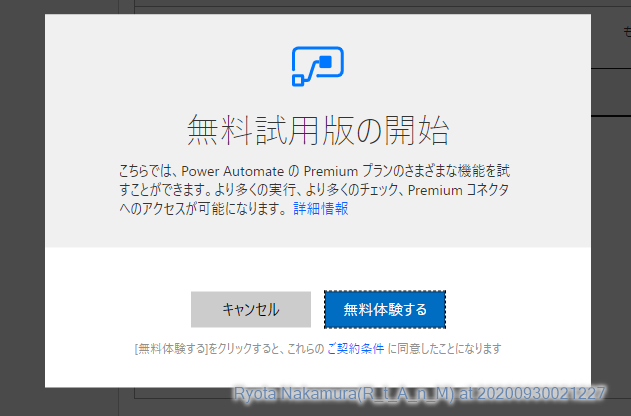 も
無料試用版の開始
こちらでは、Power Automate の Premium プランのさまざまな機能を試
すことができます。より多くの実行、より多くのチェック、Premium コネクタ
へのアクセスが可能になります。 詳細情報
キャンセル
無料体験する
[無料体験する]をクリックすると、これらの ご契約条件 に同意したことになります
Ryota Nakamura(R_t_A_n_M) at 20200930021227